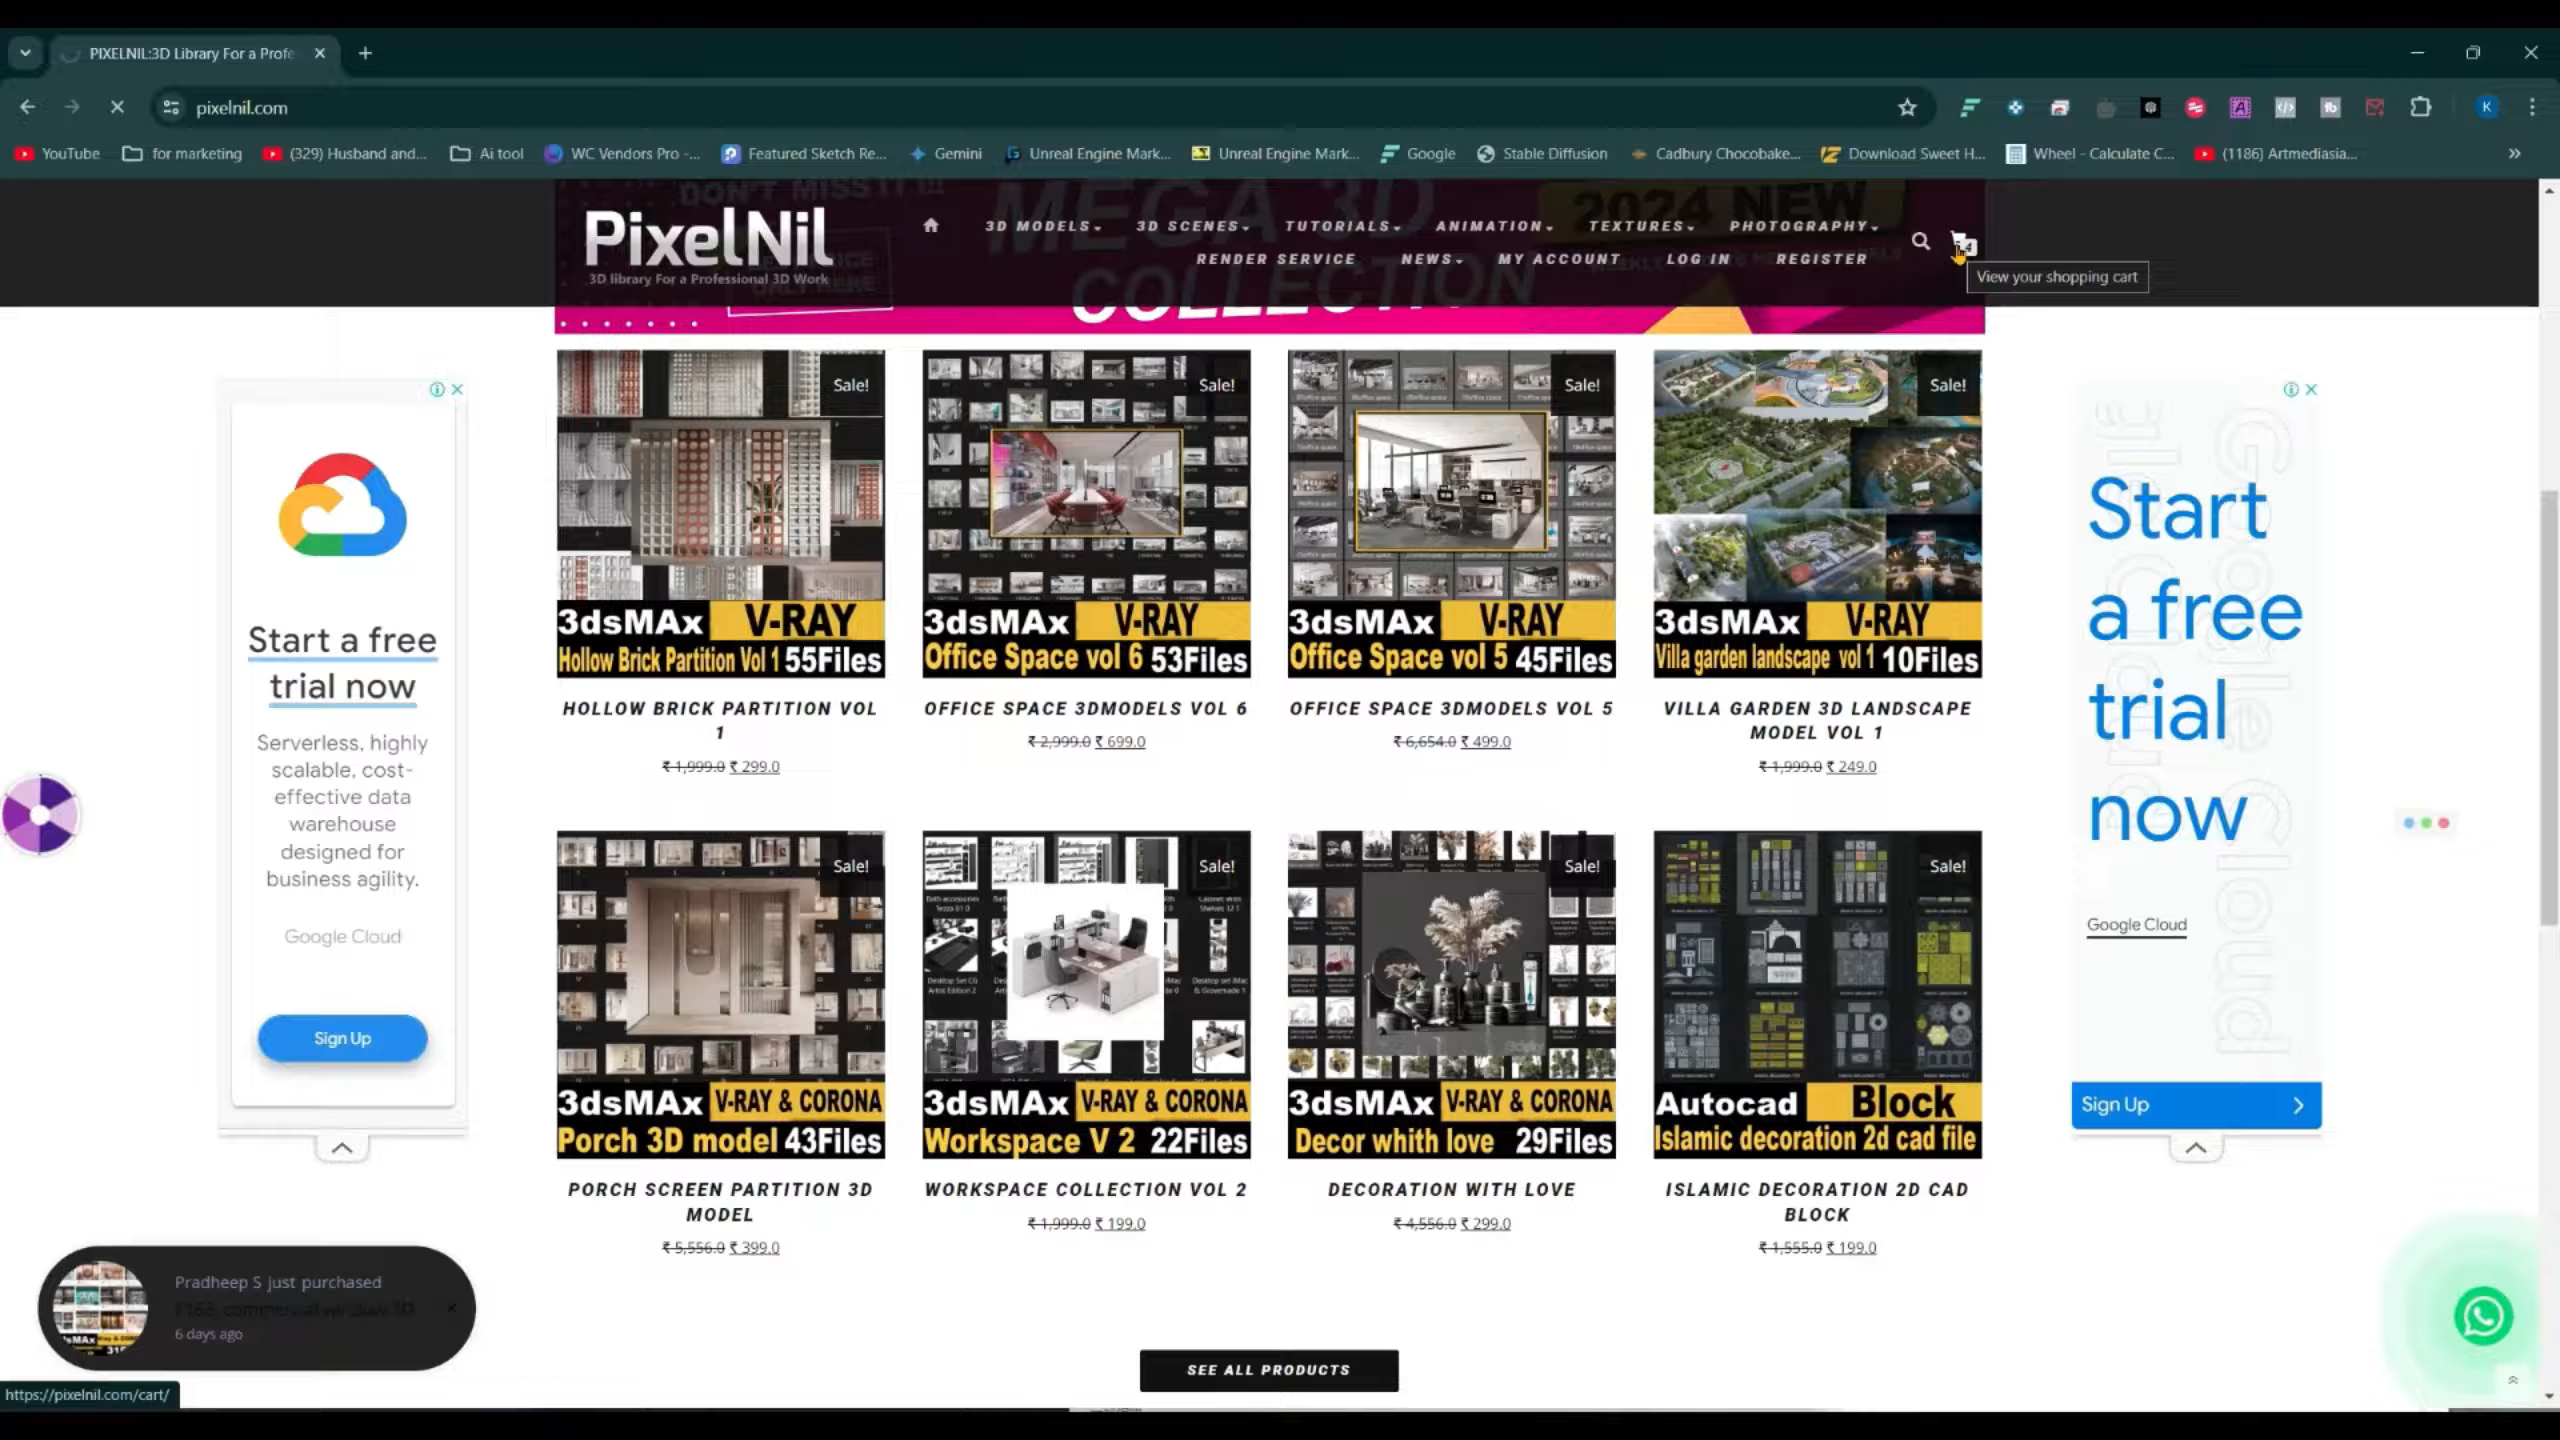 PIXELNIL:3D Library For a Profe
pixelnil.com
K
YouTube
for marketing
(329) Husband and...
Ai tool
WC Vendors Pro -...
Featured Sketch Re...
Gemini
Unreal Engine Mark...
Unreal Engine Mark...
Google
Stable Diffusion
Cadbury Chocobake...
Download Sweet H...
Wheel - Calculate C...
(1186) Artmediasia...
DON'T MISS IT !!!
MEGA 3D
COLLECTION
2024 NEW
PixelNil
3D library For a Professional 3D Work
3D MODELS
3D SCENES
TUTORIALS
ANIMATION
TEXTURES
PHOTOGRAPHY
RENDER SERVICE
NEWS
MY ACCOUNT
LOG IN
REGISTER
4
View your shopping cart
Start a free
trial now
Serverless, highly
scalable, cost-
effective data
warehouse
designed for
business agility.
Google Cloud
Sign Up
Sale!
3dsMAx V-RAY
Hollow Brick Partition Vol 1 55Files
HOLLOW BRICK PARTITION VOL
1
₹ 1,999.0 ₹ 299.0
Sale!
3dsMAx V-RAY
Office Space vol 6 53Files
OFFICE SPACE 3DMODELS VOL 6
₹ 2,999.0 ₹ 699.0
Sale!
3dsMAx V-RAY
Office Space vol 5 45Files
OFFICE SPACE 3DMODELS VOL 5
₹ 6,654.0 ₹ 499.0
Sale!
3dsMAx V-RAY
Villa garden landscape vol 1 10Files
VILLA GARDEN 3D LANDSCAPE
MODEL VOL 1
₹ 1,999.0 ₹ 249.0
Start
a free
trial
now
Google Cloud
Sign Up
Sale!
3dsMAx V-RAY & CORONA
Porch 3D model 43Files
PORCH SCREEN PARTITION 3D
MODEL
₹ 5,556.0 ₹ 399.0
Sale!
3dsMAx V-RAY & CORONA
Workspace V 2 22Files
WORKSPACE COLLECTION VOL 2
₹ 1,999.0 ₹ 199.0
Sale!
3dsMAx V-RAY & CORONA
Decor whith love 29Files
DECORATION WITH LOVE
₹ 4,556.0 ₹ 299.0
Sale!
Autocad Block
Islamic decoration 2d cad file
ISLAMIC DECORATION 2D CAD
BLOCK
₹ 1,555.0 ₹ 199.0
Pradheep S just purchased
6 days ago
SEE ALL PRODUCTS
https://pixelnil.com/cart/